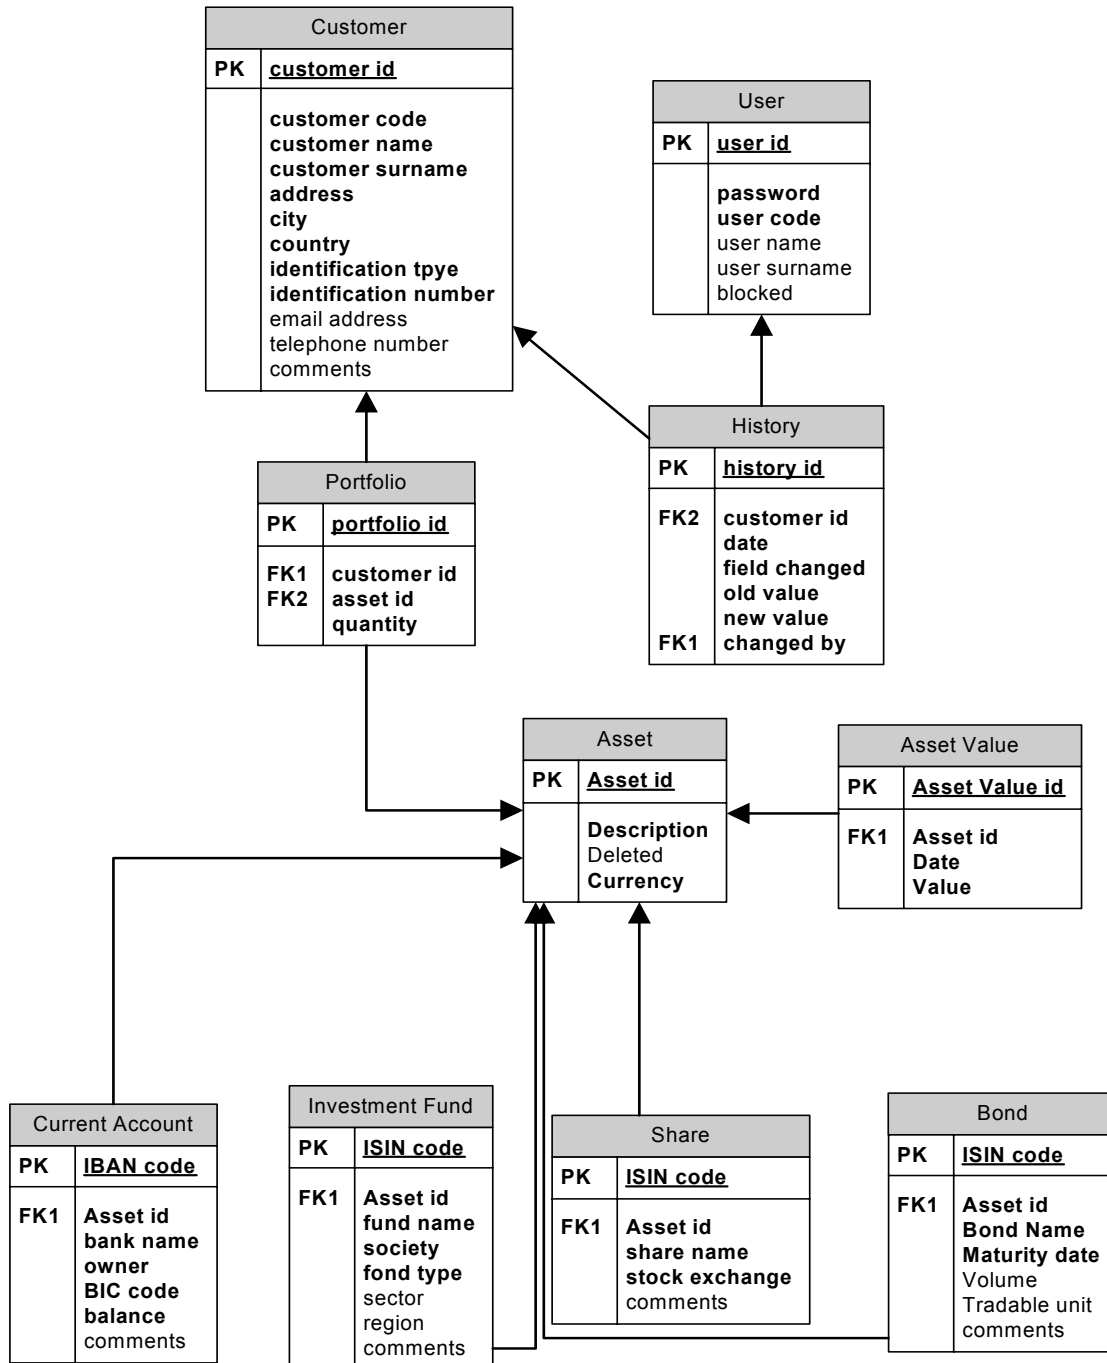 Customer
PK customer id
customer code
customer name
customer surname
address
city
country
identification tpye
identification number
email address
telephone number
comments
User
PK user id
password
user code
user name
user surname
blocked
History
PK history id
FK2 customer id
date
field changed
old value
new value
FK1 changed by
Portfolio
PK portfolio id
FK1 customer id
FK2 asset id
quantity
Asset
PK Asset id
Description
Deleted
Currency
Asset Value
PK Asset Value id
FK1 Asset id
Date
Value
Current Account
PK IBAN code
FK1 Asset id
bank name
owner
BIC code
balance
comments
Investment Fund
PK ISIN code
FK1 Asset id
fund name
society
fond type
sector
region
comments
Share
PK ISIN code
FK1 Asset id
share name
stock exchange
comments
Bond
PK ISIN code
FK1 Asset id
Bond Name
Maturity date
Volume
Tradable unit
comments